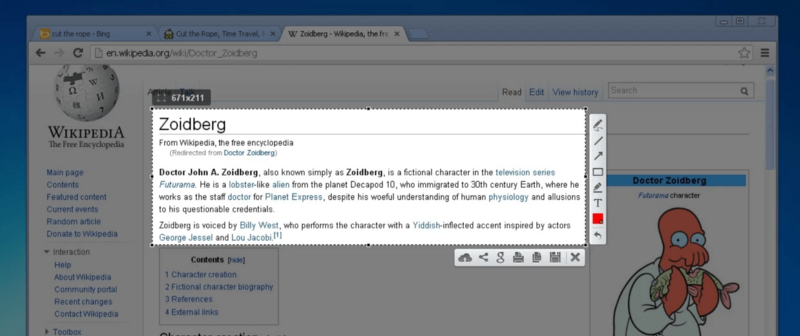 cut the rope - Bing
Cut the Rope, Time Travel,
W Zoidberg - Wikipedia, the fre
en.wikipedia.org/wiki/Doctor_Zoidberg
Article Talk
Read Edit View history
Search
671x211
WIKIPEDIA
The Free Encyclopedia
Main page
Contents
Featured content
Current events
Random article
Donate to Wikipedia
Interaction
Help
About Wikipedia
Community portal
Recent changes
Contact Wikipedia
Toolbox
Zoidberg
From Wikipedia, the free encyclopedia
(Redirected from Doctor Zoidberg)
Doctor John A. Zoidberg, also known simply as Zoidberg, is a fictional character in the television series
Futurama. He is a lobster-like alien from the planet Decapod 10, who immigrated to 30th century Earth, where he
works as the staff doctor for Planet Express, despite his woeful understanding of human physiology and allusions
to his questionable credentials.
Zoidberg is voiced by Billy West, who performs the character with a Yiddish-inflected accent inspired by actors
George Jessel and Lou Jacobi.[1]
Contents [hide]
1 Character creation
2 Fictional character biography
3 References
4 External links
Character creation
Doctor Zoidberg
Futurama character
T
g